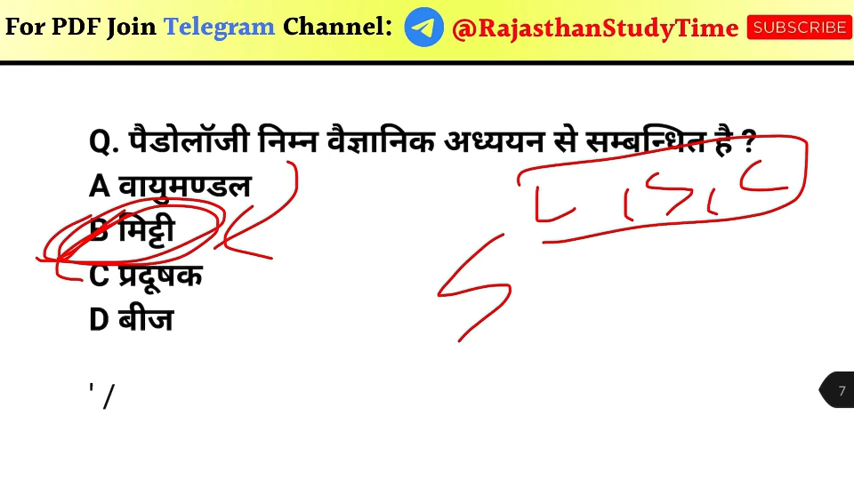 For PDF Join Telegram Channel: @RajasthanStudyTime SUBSCRIBE
Q. पैडोलॉजी निम्न वैज्ञानिक अध्ययन से सम्बन्धित है ?
A वायुमण्डल
B मिट्टी
C प्रदूषक
D बीज
' /
7